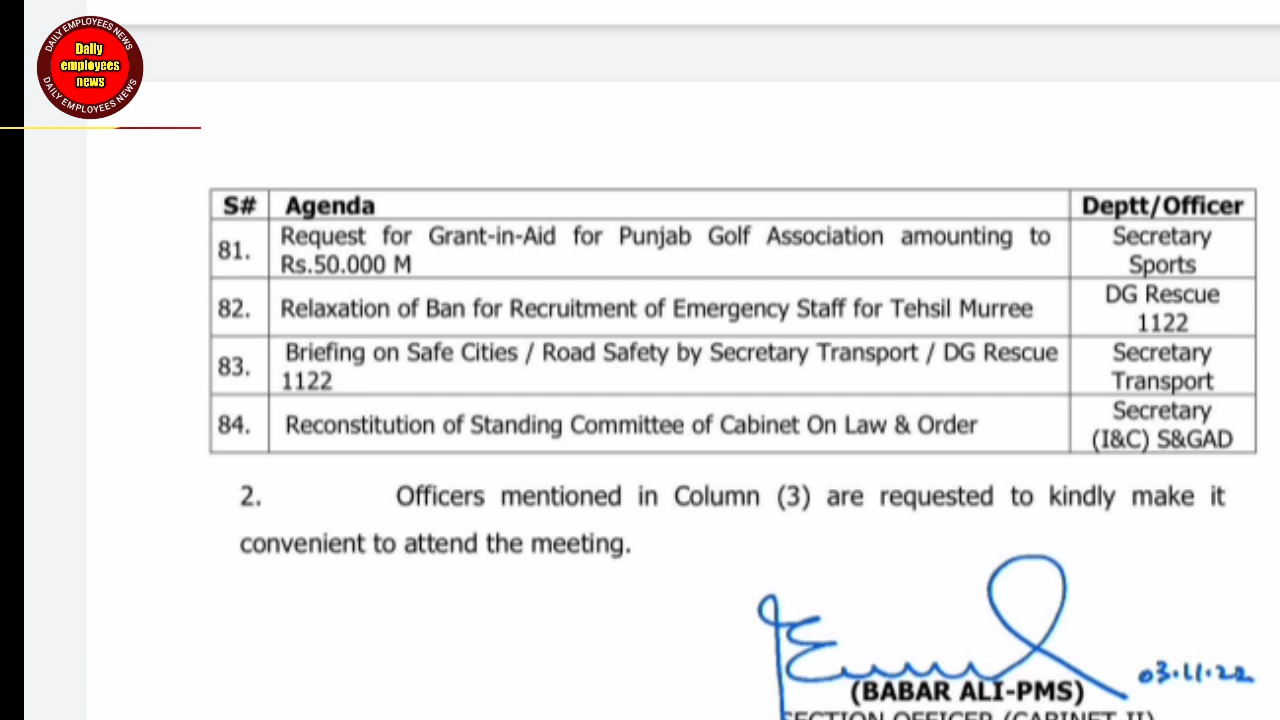 DAILY EMPLOYEES NEWS
Daily
employees
news
DAILY EMPLOYEES NEWS
S# Agenda Deptt/Officer
81. Request for Grant-in-Aid for Punjab Golf Association amounting to Rs.50.000 M Secretary Sports
82. Relaxation of Ban for Recruitment of Emergency Staff for Tehsil Murree DG Rescue 1122
83. Briefing on Safe Cities / Road Safety by Secretary Transport / DG Rescue 1122 Secretary Transport
84. Reconstitution of Standing Committee of Cabinet On Law & Order Secretary (I&C) S&GAD
2. Officers mentioned in Column (3) are requested to kindly make it
convenient to attend the meeting.
03.11.22
(BABAR ALI-PMS)
SECTION OFFICER (CABINET-II)